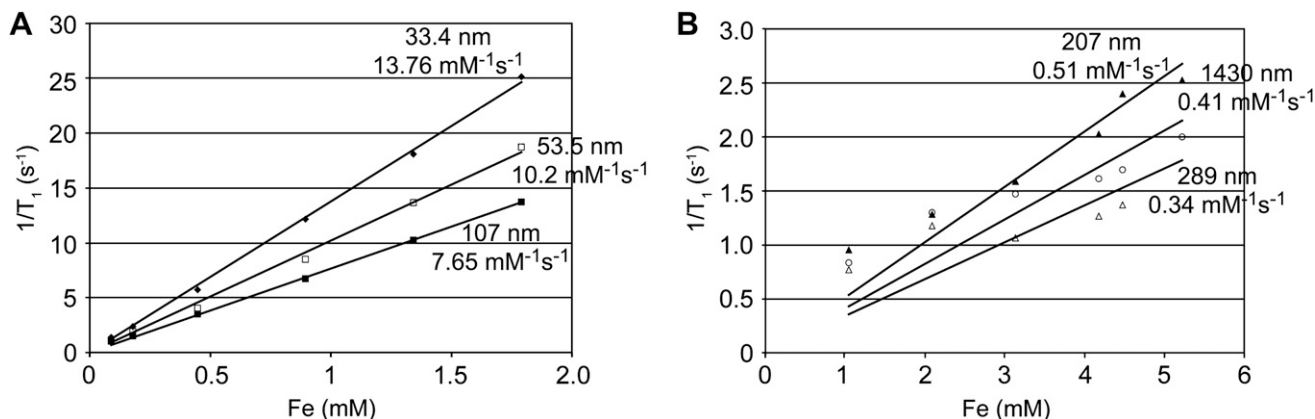 A
30
25
20
15
10
5
0
1/T₁ (s⁻¹)
33.4 nm
13.76 mM⁻¹s⁻¹
53.5 nm
10.2 mM⁻¹s⁻¹
107 nm
7.65 mM⁻¹s⁻¹
0 0.5 1.0 1.5 2.0
Fe (mM)
B
3.0
2.5
2.0
1.5
1.0
0.5
0
1/T₁ (s⁻¹)
207 nm
0.51 mM⁻¹s⁻¹
1430 nm
0.41 mM⁻¹s⁻¹
289 nm
0.34 mM⁻¹s⁻¹
0 1 2 3 4 5 6
Fe (mM)